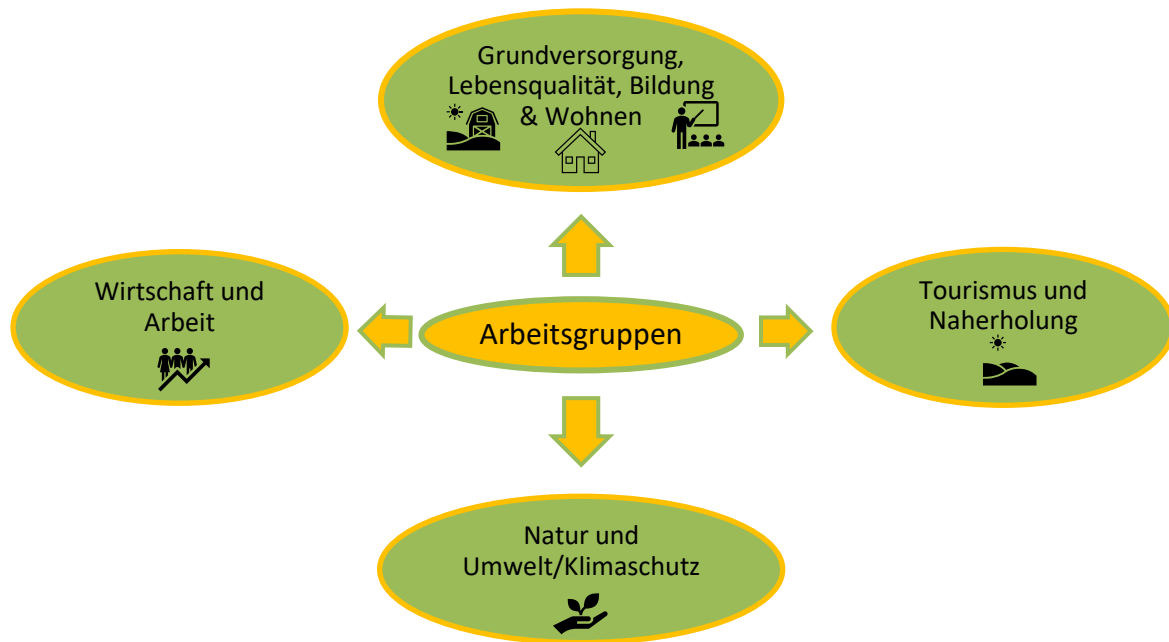 Grundversorgung,
Lebensqualität, Bildung
& Wohnen
Wirtschaft und
Arbeit
Arbeitsgruppen
Tourismus und
Naherholung
Natur und
Umwelt/Klimaschutz